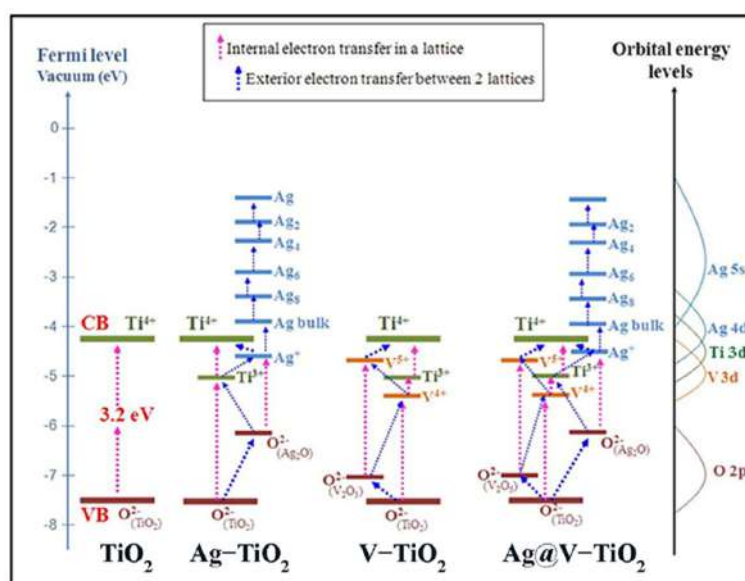 Fermi level
Vacuum (eV)
Internal electron transfer in a lattice
Exterior electron transfer between 2 lattices
Orbital energy
levels
0
-1
-2
-3
-4
-5
-6
-7
-8
CB
Ti⁴⁺
3.2 eV
VB
O²⁻
(TiO₂)
TiO₂
Ag
Ag₂
Ag₄
Ag₆
Ag₈
Ag bulk
Ti⁴⁺
Ag⁺
Ti³⁺
O²⁻
(Ag₂O)
O²⁻
(TiO₂)
Ag–TiO₂
Ti⁴⁺
V⁵⁺
Ti³⁺
V⁴⁺
O²⁻
(V₂O₅)
O²⁻
(TiO₂)
V–TiO₂
Ag₂
Ag₄
Ag₆
Ag₈
Ag bulk
Ti⁴⁺
Ag⁺
V⁵⁺
Ti³⁺
V⁴⁺
O²⁻
(Ag₂O)
O²⁻
(V₂O₅)
O²⁻
(TiO₂)
Ag@V–TiO₂
Ag 5s
Ag 4d
Ti 3d
V 3d
O 2p